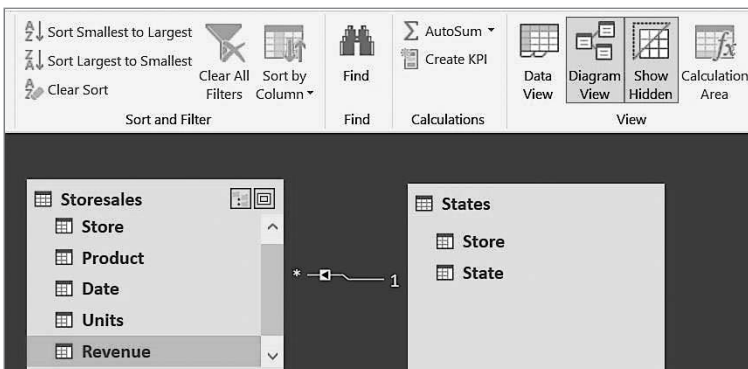 Sort Smallest to Largest
Sort Largest to Smallest
Clear Sort
Clear All
Filters
Sort by
Column
Sort and Filter
Find
Find
AutoSum
Create KPI
Calculations
Data
View
Diagram
View
Show
Hidden
Calculation
Area
View
Storesales
Store
Product
Date
Units
Revenue
* 1
States
Store
State